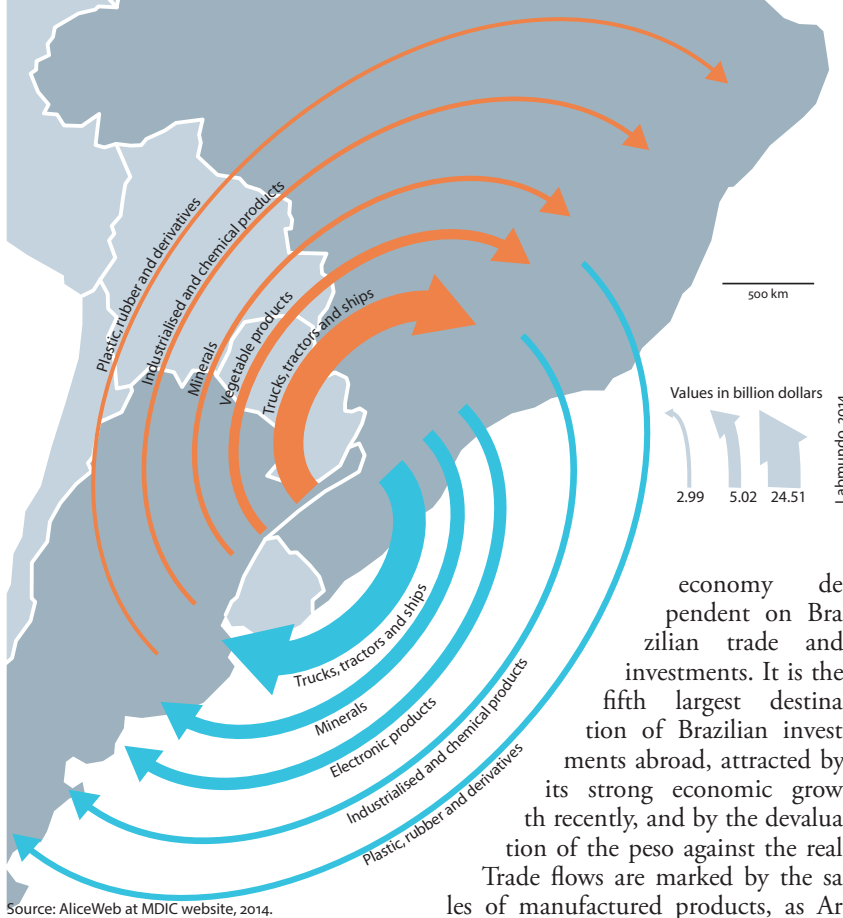 Plastic, rubber and derivatives
Industrialised and chemical products
Minerals
Vegetable products
Trucks, tractors and ships
500 km
Values in billion dollars
2.99 5.02 24.51
Labmundo, 2014
Trucks, tractors and ships
Minerals
Electronic products
Industrialised and chemical products
Plastic, rubber and derivatives
Source: AliceWeb at MDIC website, 2014.
economy de
pendent on Bra
zilian trade and
investments. It is the
fifth largest destina
tion of Brazilian invest
ments abroad, attracted by
its strong economic grow
th recently, and by the devalua
tion of the peso against the real
Trade flows are marked by the sa
les of manufactured products, as Ar